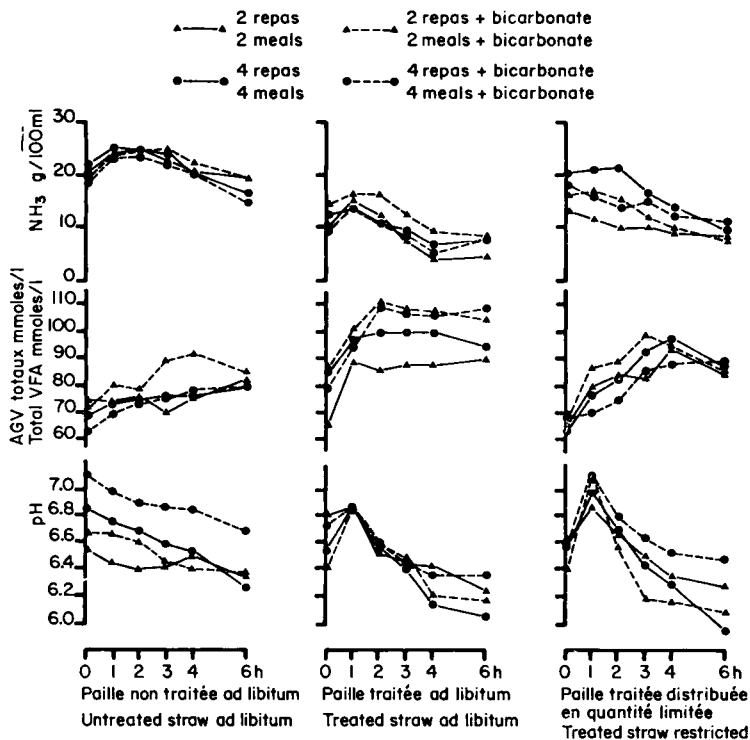 2 repas
2 meals
2 repas + bicarbonate
2 meals + bicarbonate
4 repas
4 meals
4 repas + bicarbonate
4 meals + bicarbonate
NH3 g/100ml
30
20
10
0
AGV totaux mmoles/l
Total VFA mmoles/l
110
100
90
80
70
60
pH
7.0
6.8
6.6
6.4
6.2
6.0
0 1 2 3 4 6h
Paille non traitée ad libitum
Untreated straw ad libitum
0 1 2 3 4 6h
Paille traitée ad libitum
Treated straw ad libitum
0 1 2 3 4 6h
Paille traitée distribuée
en quantité limitée
Treated straw restricted